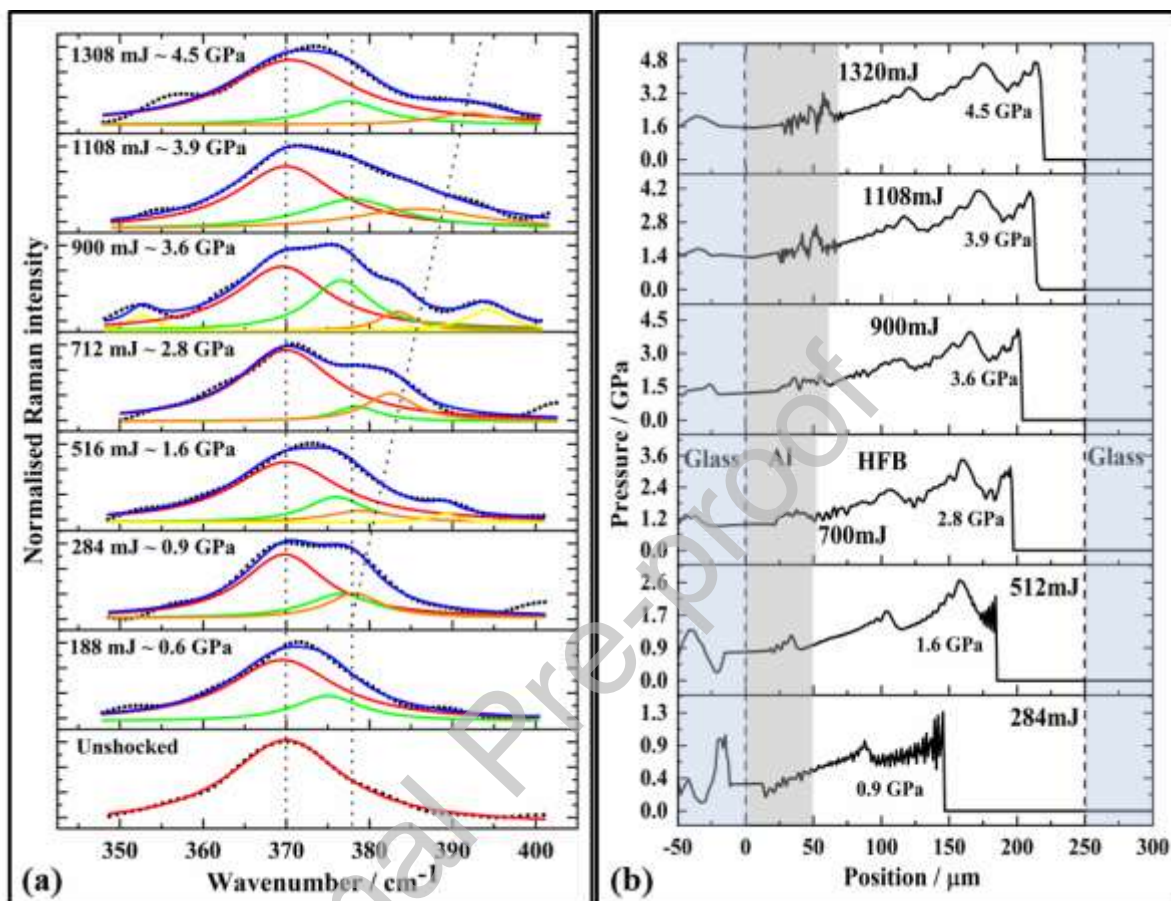 1308 mJ ~ 4.5 GPa
1108 mJ ~ 3.9 GPa
900 mJ ~ 3.6 GPa
712 mJ ~ 2.8 GPa
516 mJ ~ 1.6 GPa
284 mJ ~ 0.9 GPa
188 mJ ~ 0.6 GPa
Unshocked
Normalised Raman intensity
350 360 370 380 390 400
Wavenumber / cm-1
(a)
4.8
3.2
1.6
0.0
1320mJ
4.5 GPa
4.2
2.8
1.4
0.0
1108mJ
3.9 GPa
4.5
3.0
1.5
0.0
900mJ
3.6 GPa
3.6
2.4
1.2
0.0
Glass Al HFB Glass
700mJ
2.8 GPa
2.6
1.7
0.9
0.0
512mJ
1.6 GPa
1.3
0.9
0.4
0.0
284mJ
0.9 GPa
Pressure / GPa
-50 0 50 100 150 200 250 300
Position / μm
(b)
nal Pre-proof